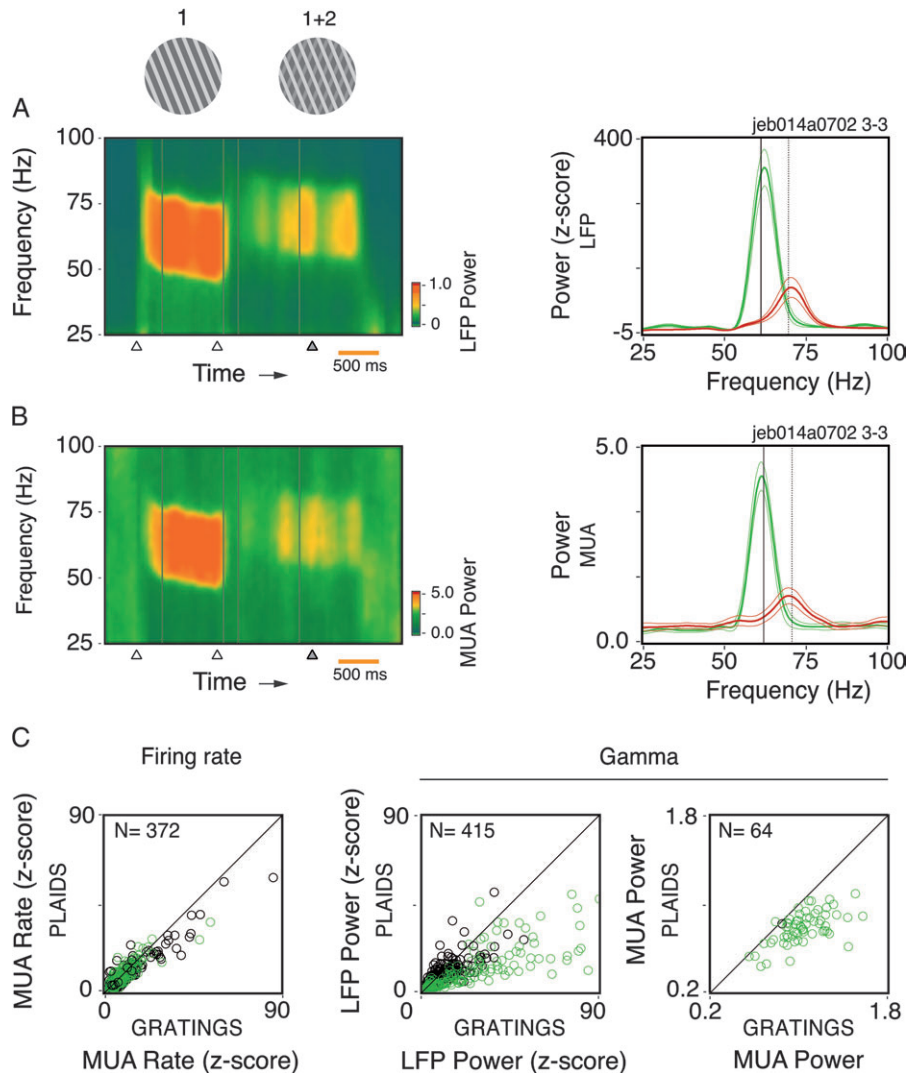 1 1+2
A
100
75
50
25
Frequency (Hz)
1.0
0
LFP Power
Time →
500 ms
jeb014a0702 3-3
400
-5
Power (z-score)
LFP
25 50 75 100
Frequency (Hz)
B
100
75
50
25
Frequency (Hz)
5.0
0.0
MUA Power
Time →
500 ms
jeb014a0702 3-3
5.0
0.0
Power
MUA
25 50 75 100
Frequency (Hz)
C
Firing rate
Gamma
MUA Rate (z-score)
PLAIDS
90
0
N= 372
0 90
GRATINGS
MUA Rate (z-score)
LFP Power (z-score)
PLAIDS
90
0
N= 415
0 90
GRATINGS
LFP Power (z-score)
MUA Power
PLAIDS
1.8
0.2
N= 64
0.2 1.8
GRATINGS
MUA Power